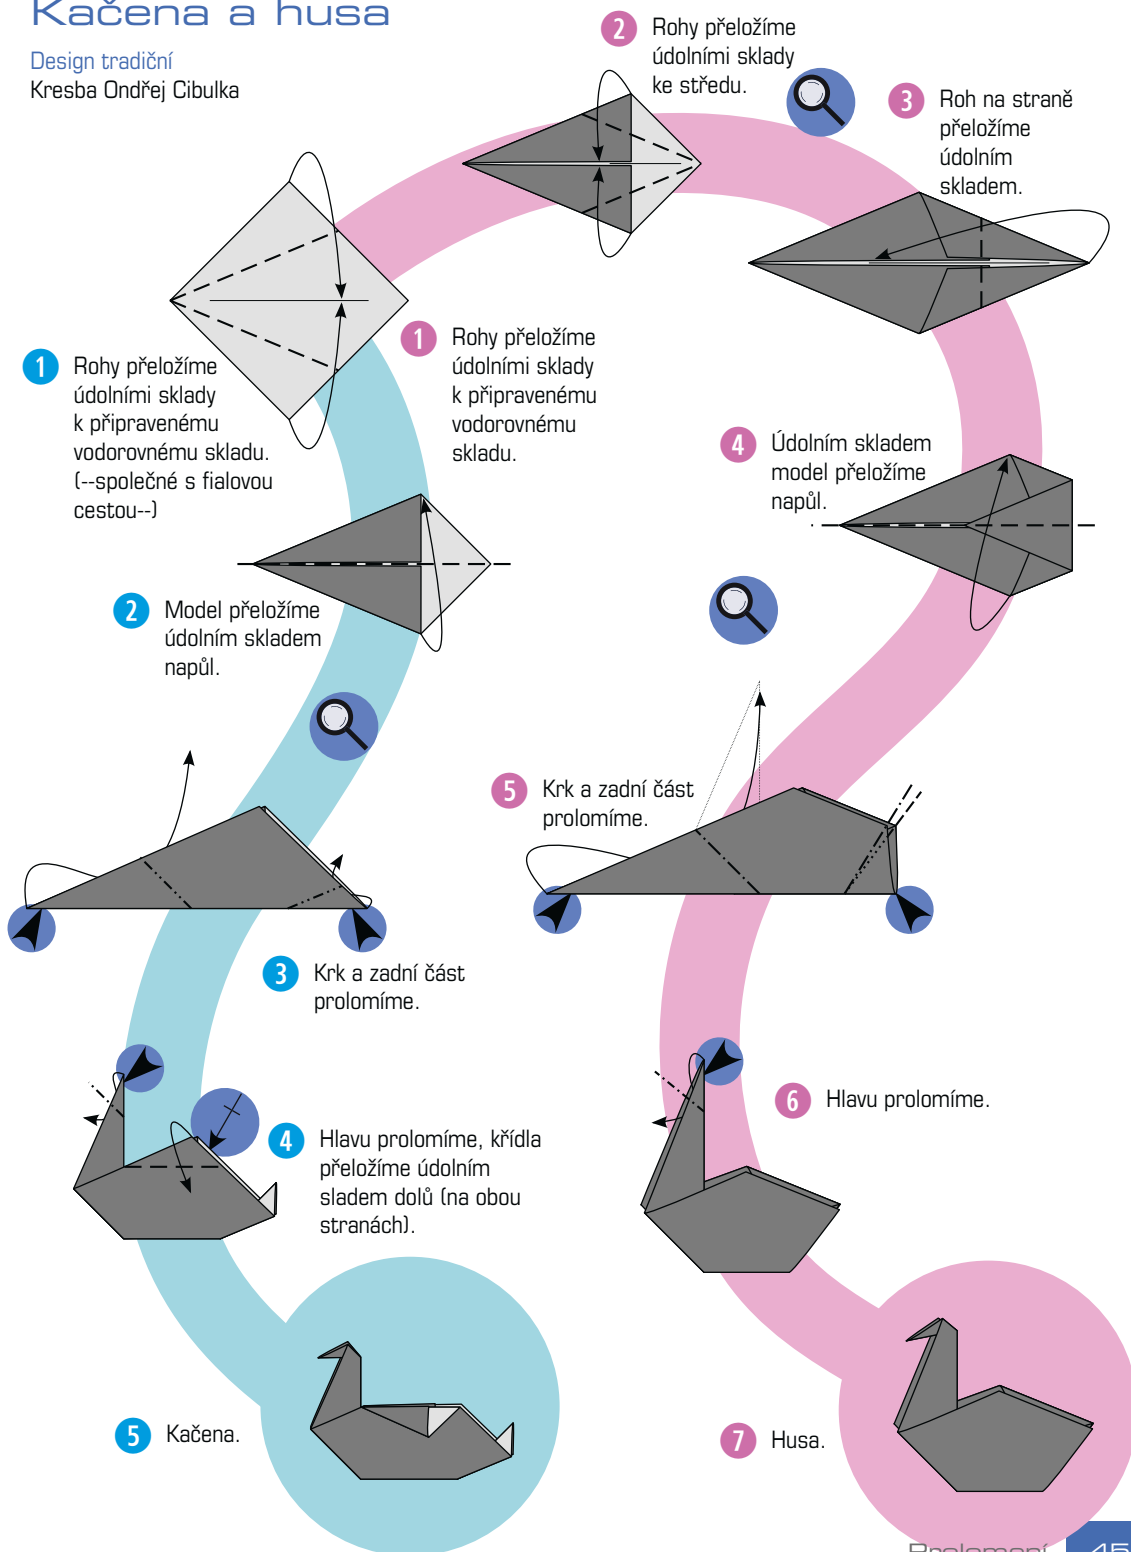 Kačena a husa
Design tradiční
Kresba Ondřej Cibulka
1 Rohy přeložíme
údolními sklady
k připravenému
vodorovnému skladu.
(--společné s fialovou
cestou--)
2 Model přeložíme
údolním skladem
napůl.
3 Krk a zadní část
prolomíme.
4 Hlavu prolomíme, křídla
přeložíme údolním
sladem dolů (na obou
stranách).
5 Kačena.
1 Rohy přeložíme
údolními sklady
k připravenému
vodorovnému
skladu.
2 Rohy přeložíme
údolními sklady
ke středu.
3 Roh na straně
přeložíme
údolním
skladem.
4 Údolním skladem
model přeložíme
napůl.
5 Krk a zadní část
prolomíme.
6 Hlavu prolomíme.
7 Husa.
Prolomení 45